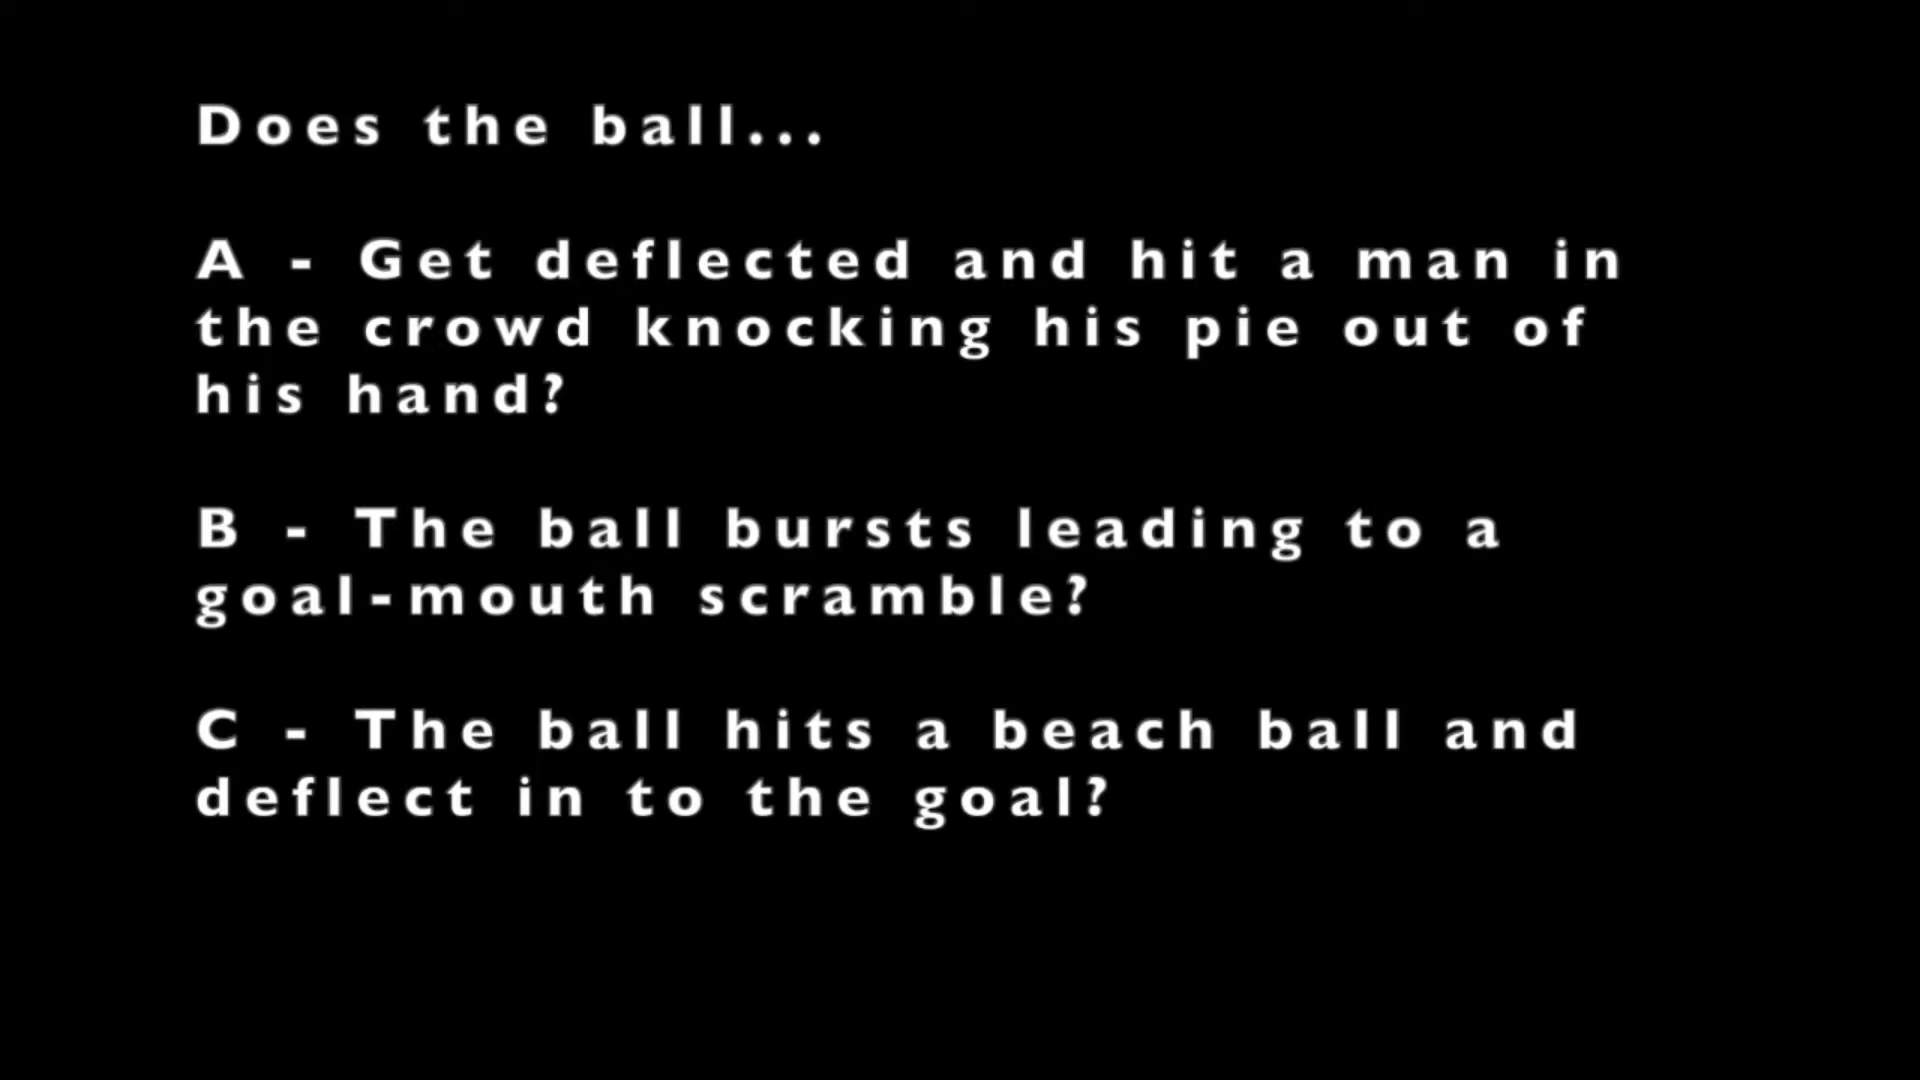 Does the ball...
A - Get deflected and hit a man in
the crowd knocking his pie out of
his hand?
B - The ball bursts leading to a
goal-mouth scramble?
C - The ball hits a beach ball and
deflect in to the goal?